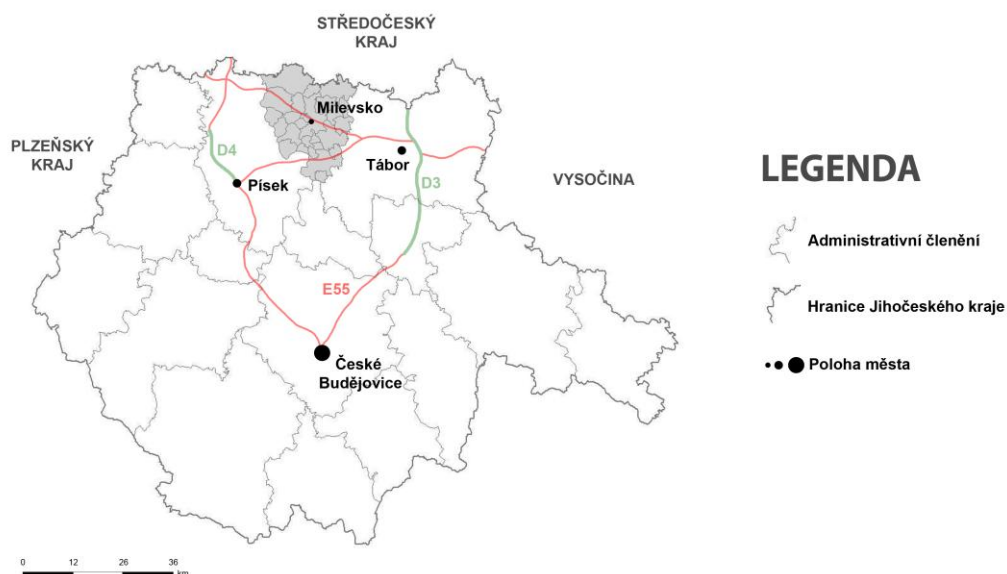 STŘEDOČESKÝ
KRAJ
Milevsko
PLZEŇSKÝ
KRAJ
D4
Tábor
Písek
D3
VYSOČINA
E55
České
Budějovice
0 12 26 36
km
LEGENDA
Administrativní členění
Hranice Jihočeského kraje
Poloha města